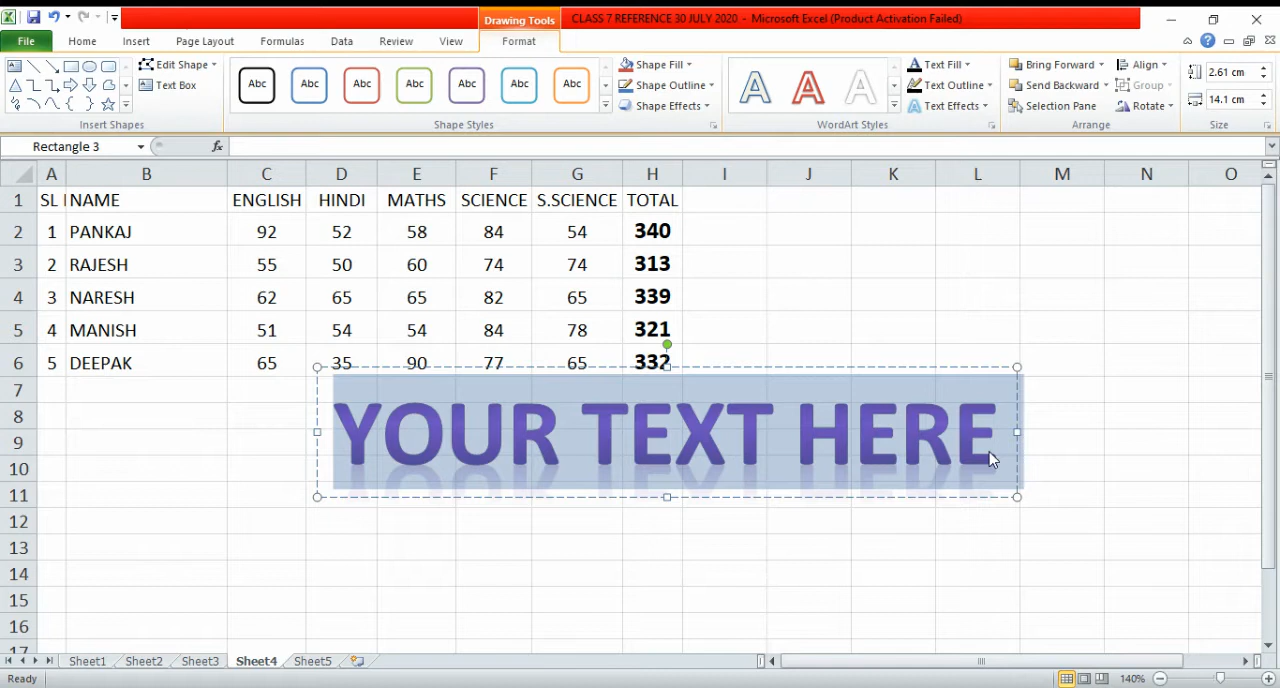 Drawing Tools
CLASS 7 REFERENCE 30 JULY 2020 - Microsoft Excel (Product Activation Failed)
File Home Insert Page Layout Formulas Data Review View Format
Edit Shape
Text Box
Insert Shapes
Abc Abc Abc Abc Abc Abc Abc
Shape Fill
Shape Outline
Shape Effects
Shape Styles
A A A
Text Fill
Text Outline
Text Effects
WordArt Styles
Bring Forward
Send Backward
Selection Pane
Align
Group
Rotate
Arrange
2.61 cm
14.1 cm
Size
Rectangle 3 fx
A B C D E F G H I J K L M N O
1 SL NAME ENGLISH HINDI MATHS SCIENCE S.SCIENCE TOTAL
2 1 PANKAJ 92 52 58 84 54 340
3 2 RAJESH 55 50 60 74 74 313
4 3 NARESH 62 65 65 82 65 339
5 4 MANISH 51 54 54 84 78 321
6 5 DEEPAK 65 35 90 77 65 332
7
8
YOUR TEXT HERE
9
10
11
12
13
14
15
16
17
Sheet1 Sheet2 Sheet3 Sheet4 Sheet5
Ready 140%